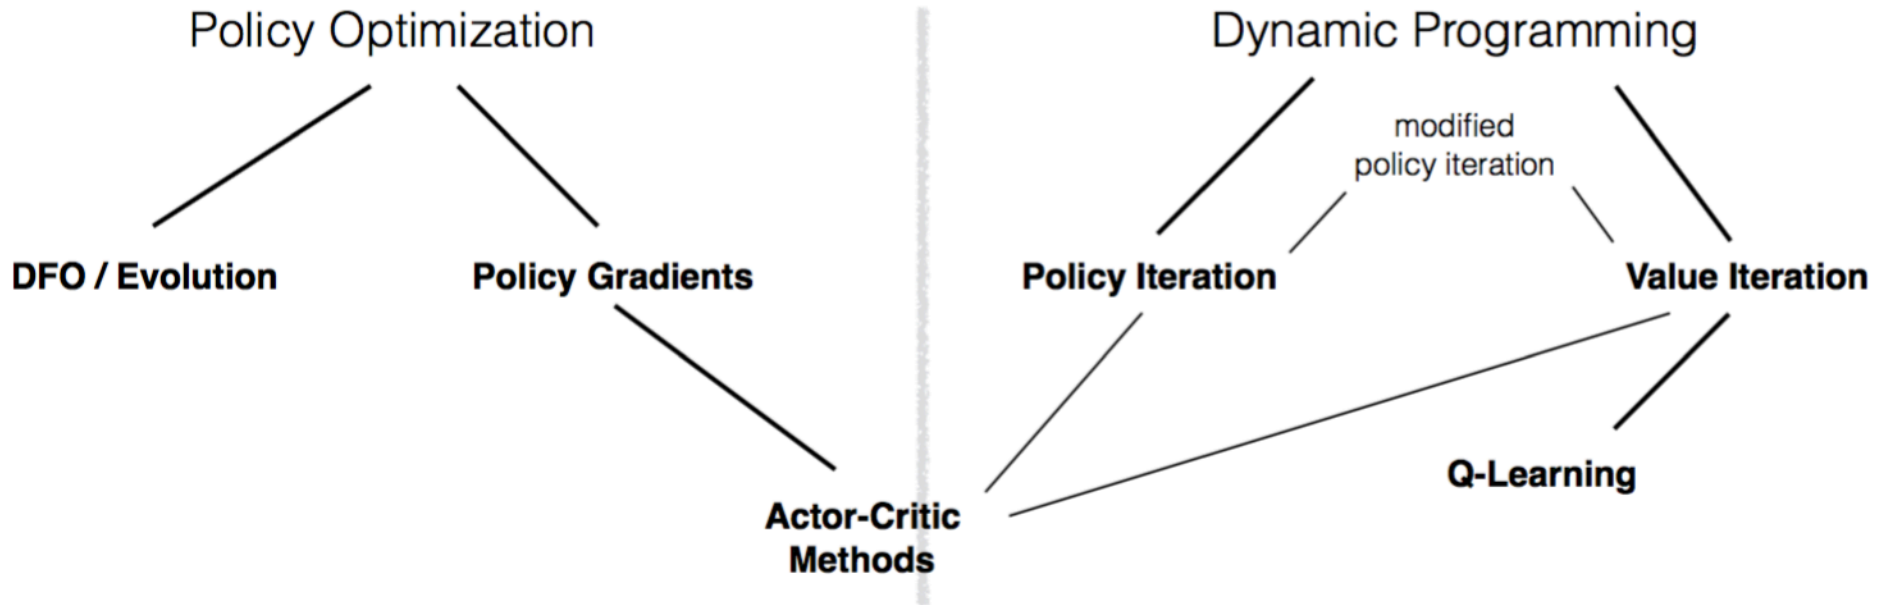 Policy Optimization
Dynamic Programming
modified
policy iteration
DFO / Evolution
Policy Gradients
Policy Iteration
Value Iteration
Q-Learning
Actor-Critic
Methods